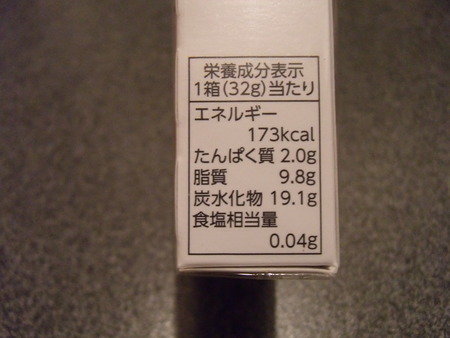 栄養成分表示
1箱(32g)当たり
エネルギー
173kcal
たんぱく質 2.0g
脂質 9.8g
炭水化物 19.1g
食塩相当量
0.04g